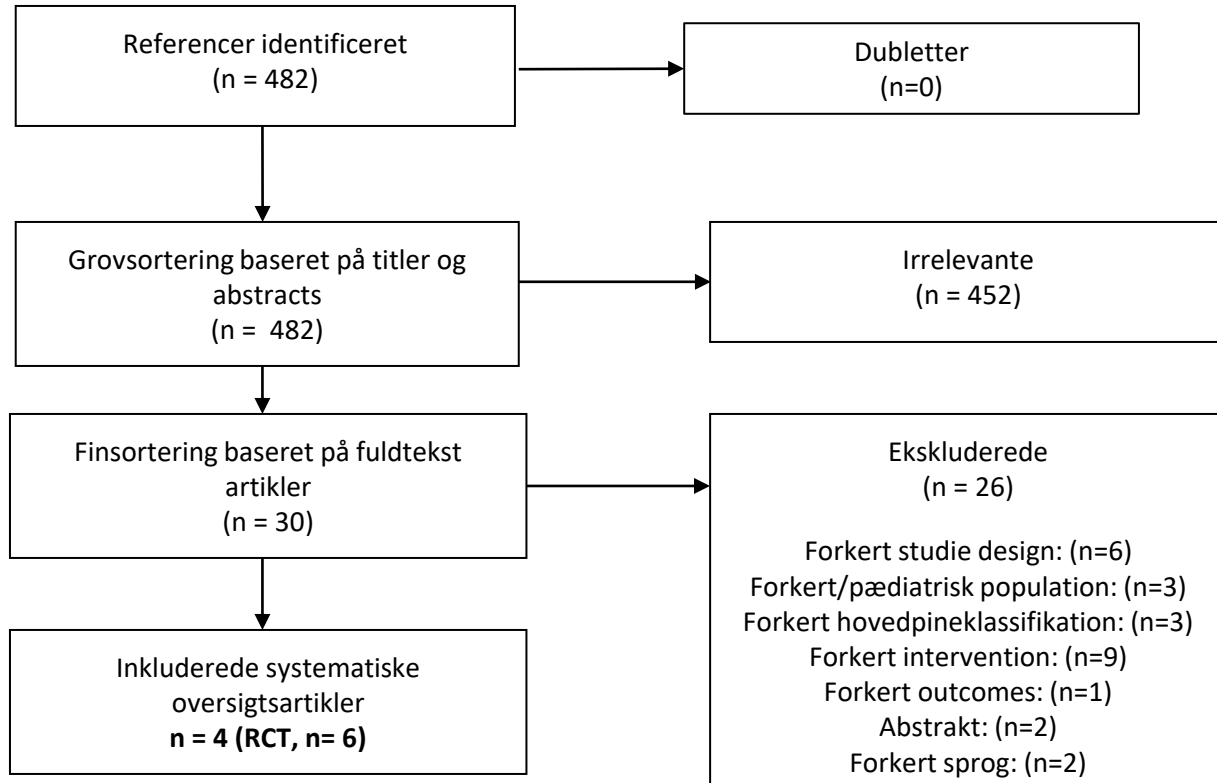 Referencer identificeret
(n = 482)
Dubletter
(n=0)
Grovsortering baseret på titler og
abstracts
(n =  482)
Irrelevante
(n = 452)
Finsortering baseret på fuldtekst
artikler
(n = 30)
Ekskluderede
(n = 26)
Forkert studie design: (n=6)
Forkert/pædiatrisk population: (n=3)
Forkert hovedpineklassifikation: (n=3)
Forkert intervention: (n=9)
Forkert outcomes: (n=1)
Abstrakt: (n=2)
Forkert sprog: (n=2)
Inkluderede systematiske
oversigtsartikler
n = 4 (RCT, n= 6)